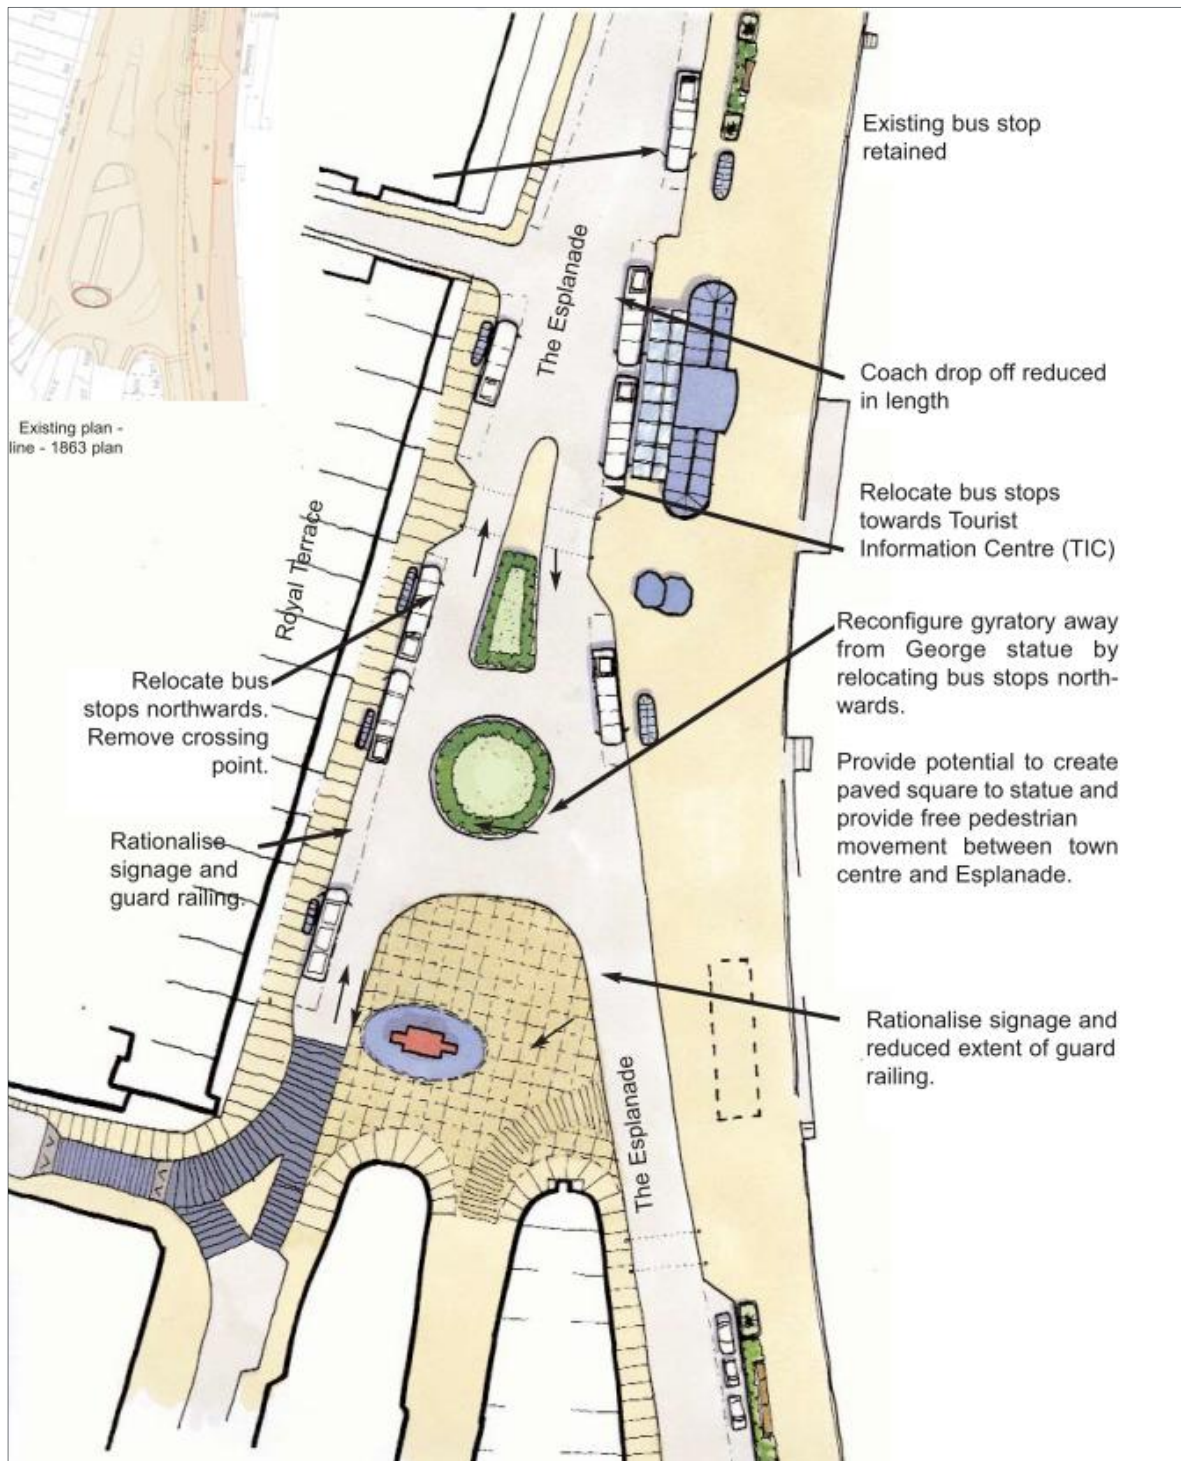 Existing bus stop
retained
The Esplanade
Coach drop off reduced
in length
Existing plan -
line - 1863 plan
Relocate bus stops
towards Tourist
Information Centre (TIC)
Royal Terrace
Reconfigure gyratory away
from George statue by
relocating bus stops north-
wards.
Relocate bus
stops northwards.
Remove crossing
point.
Provide potential to create
paved square to statue and
provide free pedestrian
movement between town
centre and Esplanade.
Rationalise
signage and
guard railing.
Rationalise signage and
reduced extent of guard
railing.
The Esplanade